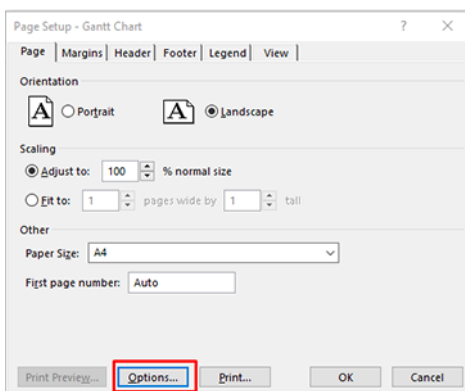 Page Setup - Gantt Chart ? ×
Page Margins Header Footer Legend View
Orientation
A Portrait A Landscape
Scaling
Adjust to: 100 % normal size
Fit to: 1 pages wide by 1 tall
Other
Paper Size: A4
First page number: Auto
Print Preview... Options... Print... OK Cancel